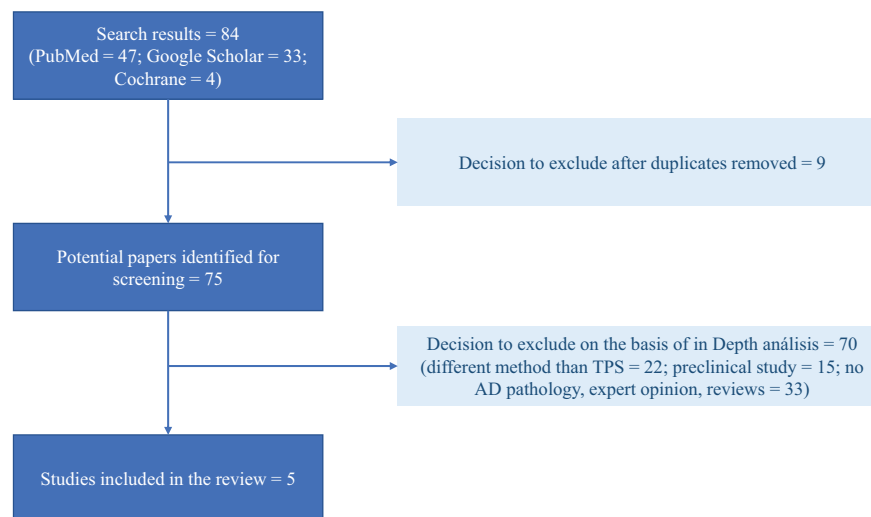 Search results = 84
(PubMed = 47; Google Scholar = 33;
Cochrane = 4)
Decision to exclude after duplicates removed = 9
Potential papers identified for
screening = 75
Decision to exclude on the basis of in Depth análisis = 70
(different method than TPS = 22; preclinical study = 15; no
AD pathology, expert opinion, reviews = 33)
Studies included in the review = 5